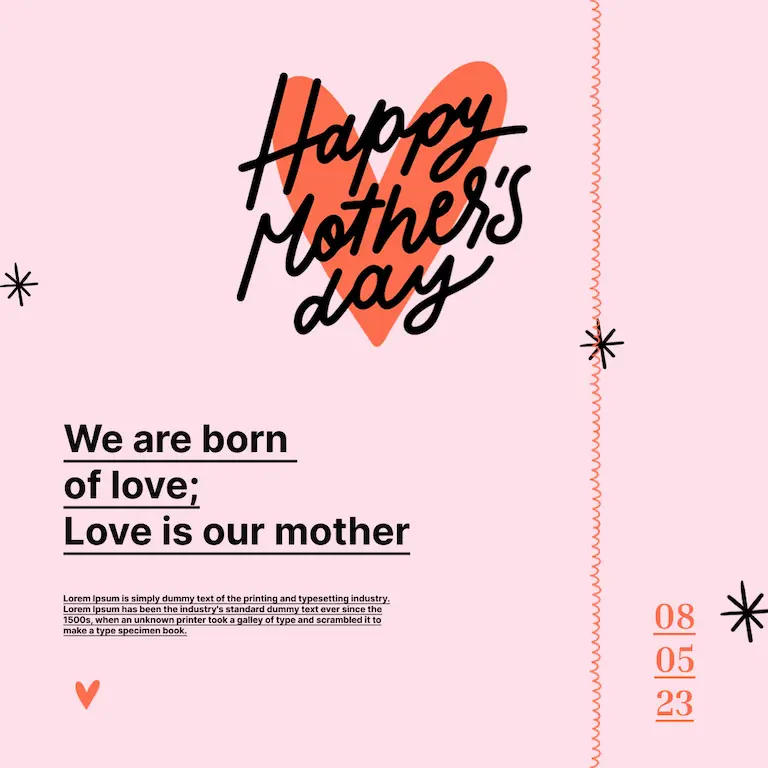 Happy
Mother's
day
We are born
of love;
Love is our mother
Lorem Ipsum is simply dummy text of the printing and typesetting industry.
Lorem Ipsum has been the industry's standard dummy text ever since the
1500s, when an unknown printer took a galley of type and scrambled it to
make a type specimen book.
08
05
23